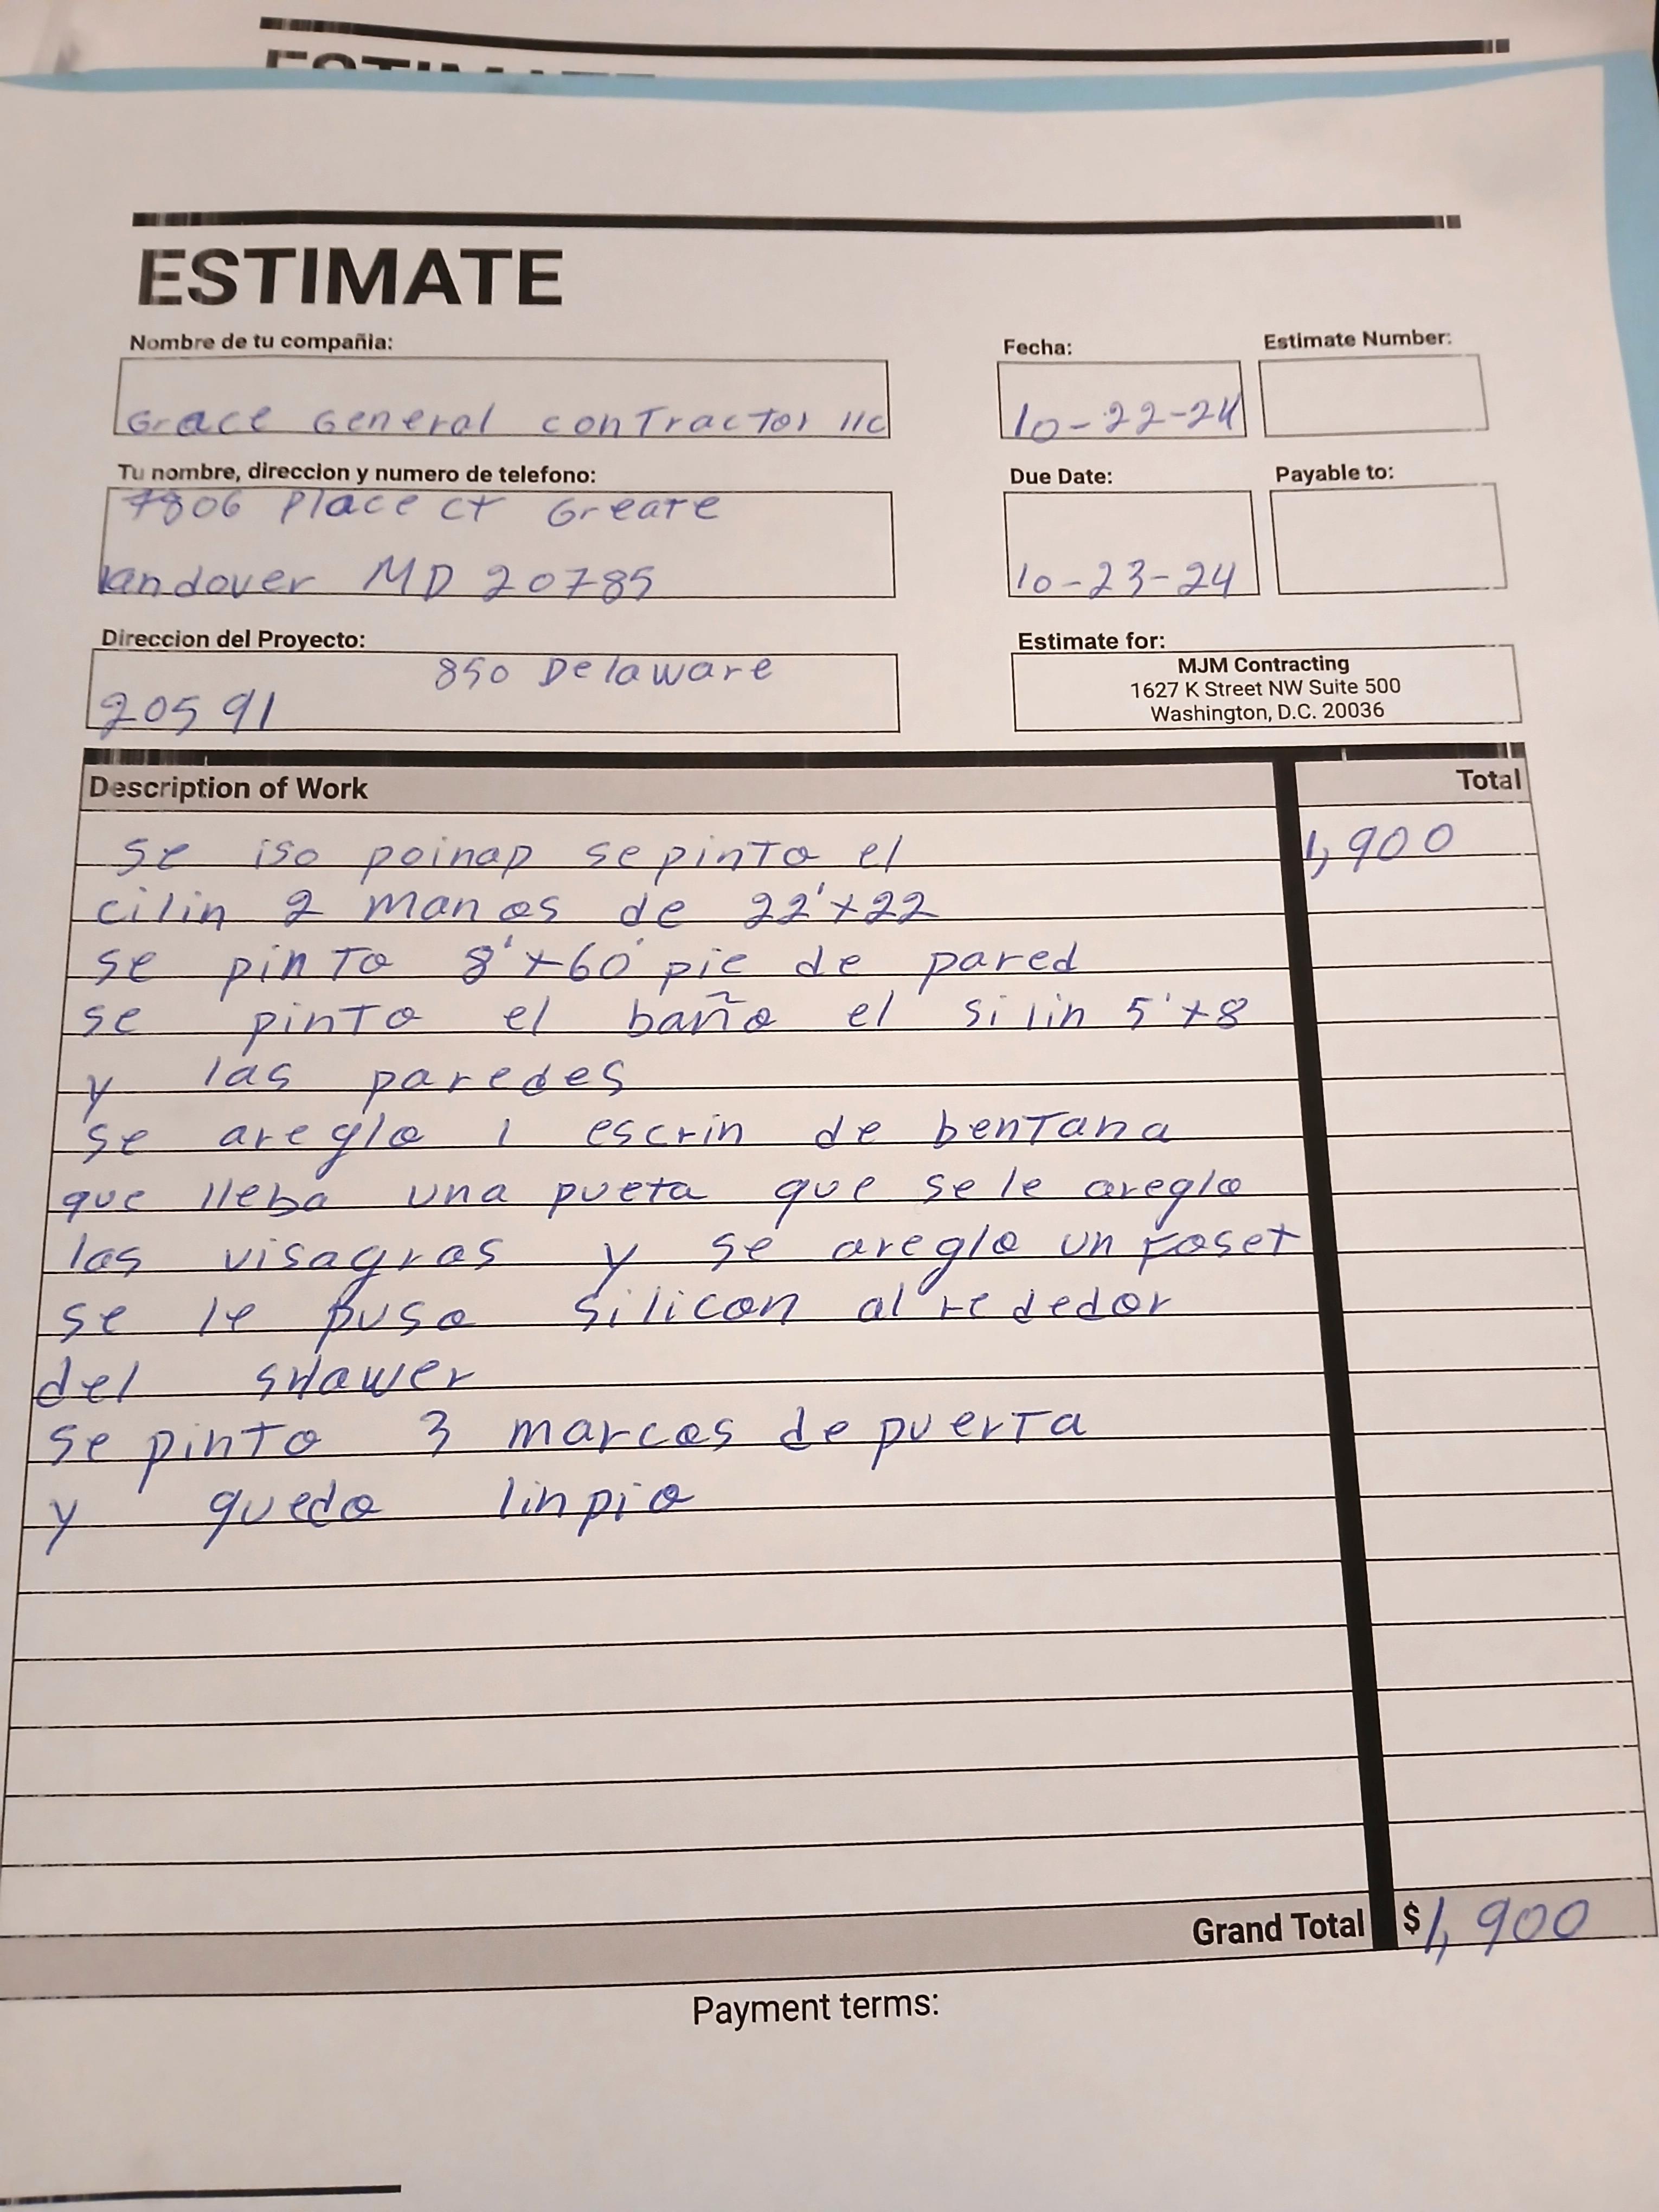 ESTIMATE
Nombre de tu compañia:
Grace General contractor llc
Fecha:
10-22-24
Estimate Number:
Tu nombre, direccion y numero de telefono:
7806 Place ct Greare
landover MD 20785
Due Date:
10-23-24
Payable to:
Direccion del Proyecto:
850 Delaware
20591
Estimate for:
MJM Contracting
1627 K Street NW Suite 500
Washington, D.C. 20036
Description of Work
Total
se iso poinap se pinto el 1,900
cilin 2 manos de 22'x22
se pinto 8'x60' pie de pared
se pinto el baño el silin 5'x8
y las paredes
se areglo 1 escrin de bentana
que lleba una pueta que se le areglo
las visagras y se areglo un foset
se le puso silicon al rededor
del shawer
se pinto 3 marcos de puerta
y quedo linpio
Grand Total $1,900
Payment terms: